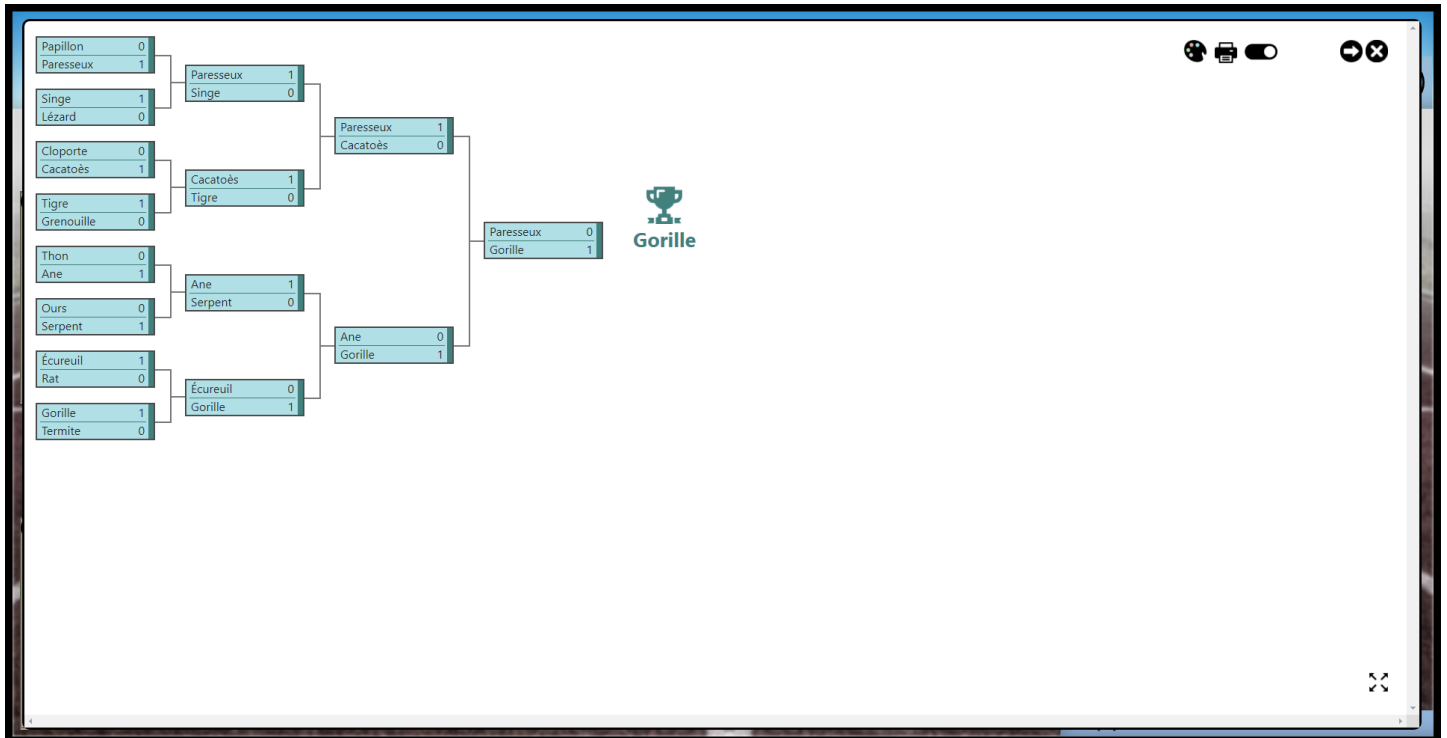 Papillon 0
Paresseux 1
Singe 1
Lézard 0
Cloporte 0
Cacatoès 1
Tigre 1
Grenouille 0
Thon 0
Ane 1
Ours 0
Serpent 1
Écureuil 1
Rat 0
Gorille 1
Termite 0
Paresseux 1
Singe 0
Cacatoès 1
Tigre 0
Ane 1
Serpent 0
Écureuil 0
Gorille 1
Paresseux 1
Cacatoès 0
Ane 0
Gorille 1
Paresseux 0
Gorille 1
Gorille